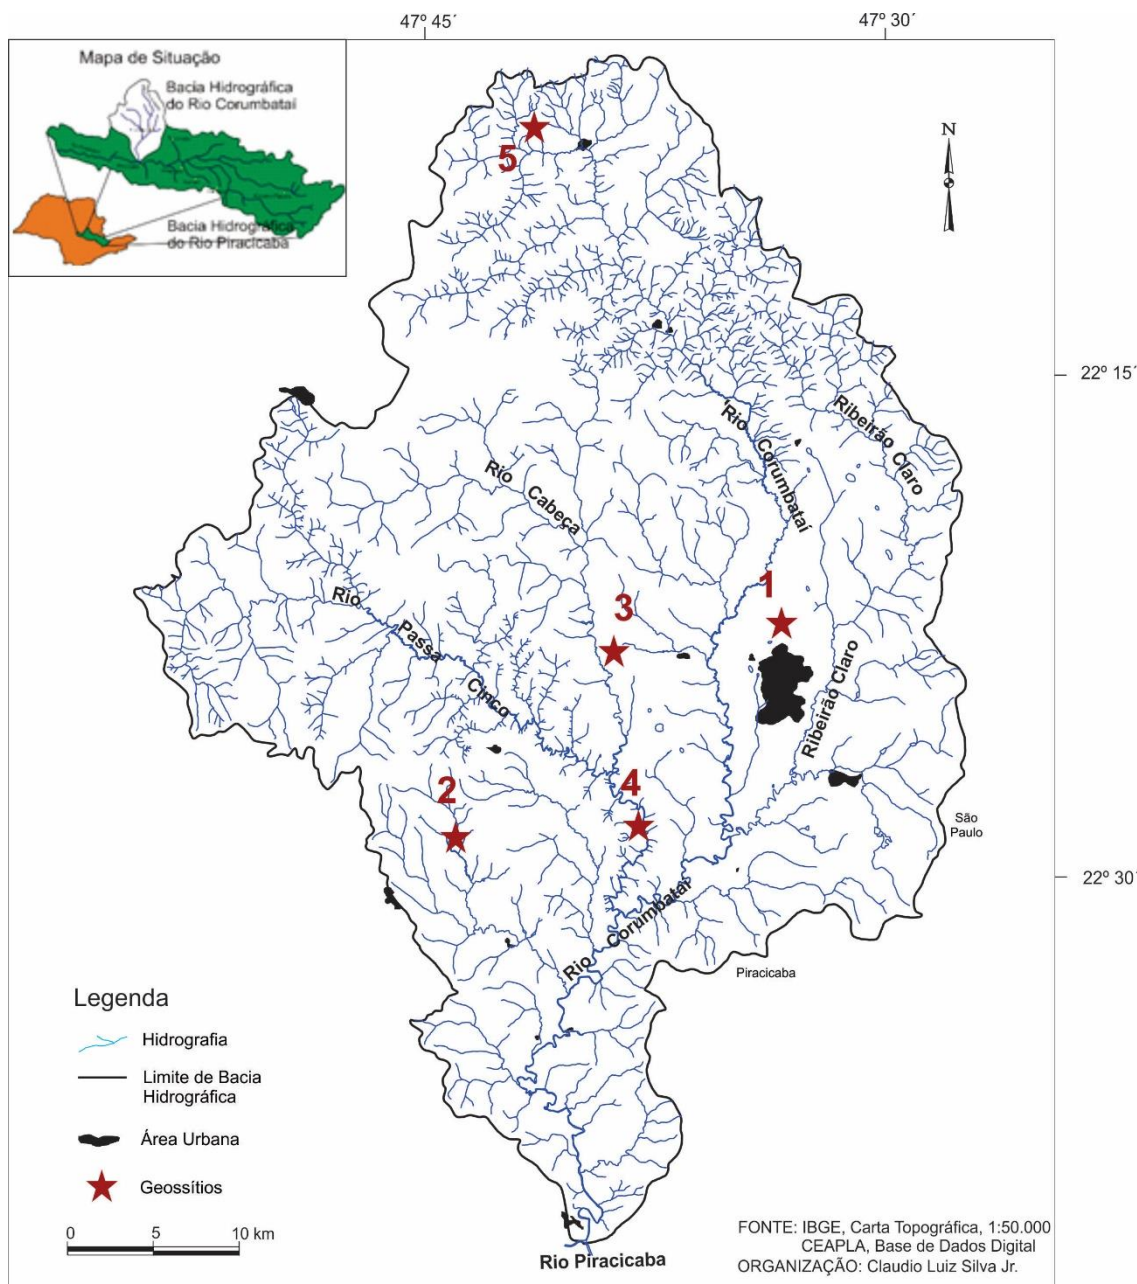 47º 45´
47º 30´
Mapa de Situação
Bacia Hidrográfica
do Rio Corumbataí
Bacia Hidrográfica
do Rio Piracicaba
N
5
22º 15´
Rio Corumbataí
Ribeirão Claro
Rio Cabeça
1
3
Rio Passa Cinco
Ribeirão Claro
2
4
São
Paulo
22º 30´
Rio Corumbataí
Piracicaba
Legenda
Hidrografia
Limite de Bacia
Hidrográfica
Área Urbana
Geossítios
0 5 10 km
Rio Piracicaba
FONTE: IBGE, Carta Topográfica, 1:50.000
CEAPLA, Base de Dados Digital
ORGANIZAÇÃO: Claudio Luiz Silva Jr.